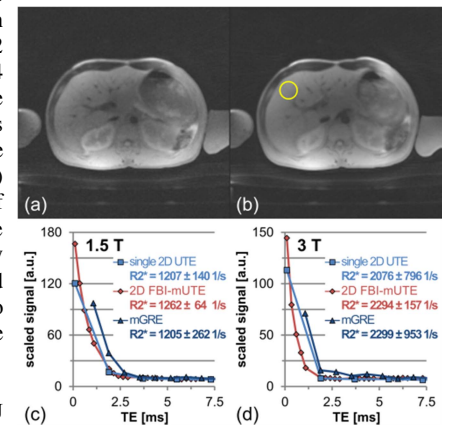 (a)
(b)
180
120
60
0
scaled signal [a.u.]
1.5 T
single 2D UTE
R2* = 1207 ± 140 1/s
2D FBI-mUTE
R2* = 1262 ± 64 1/s
mGRE
R2* = 1205 ± 262 1/s
0
2.5
5
7.5
(c)
TE [ms]
150
100
50
0
scaled signal [a.u.]
3 T
single 2D UTE
R2* = 2076 ± 796 1/s
2D FBI-mUTE
R2* = 2294 ± 157 1/s
mGRE
R2* = 2299 ± 953 1/s
0
2.5
5
7.5
(d)
TE [ms]